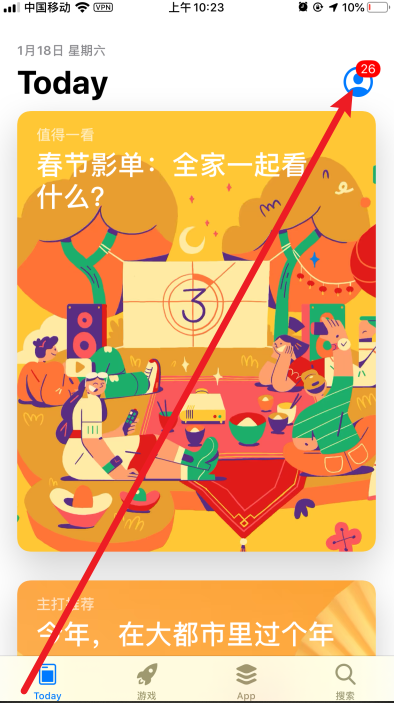 中国移动 VPN 上午 10:23 10%
1月18日 星期六
Today
26
值得一看
春节影单：全家一起看
什么？
3
主打推荐
今年，在大都市里过个年
Today 游戏 App 搜索